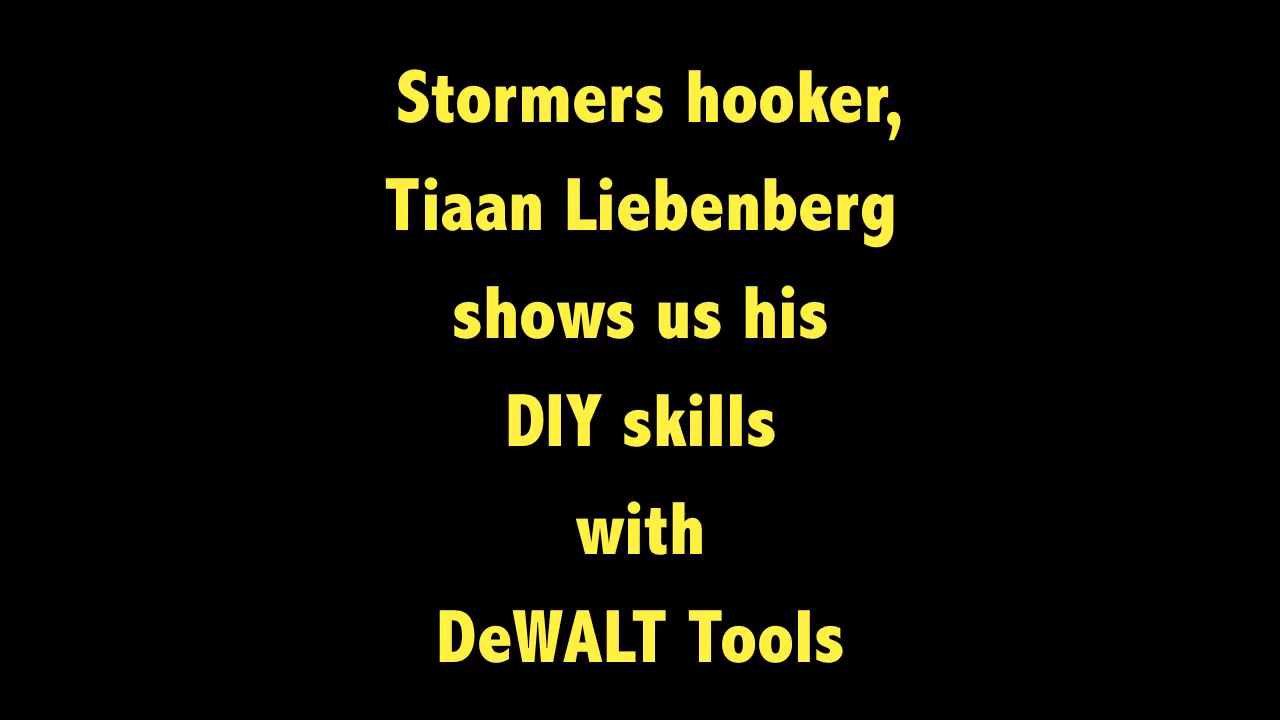 Stormers hooker,
Tiaan Liebenberg
shows us his
DIY skills
with
DeWALT Tools